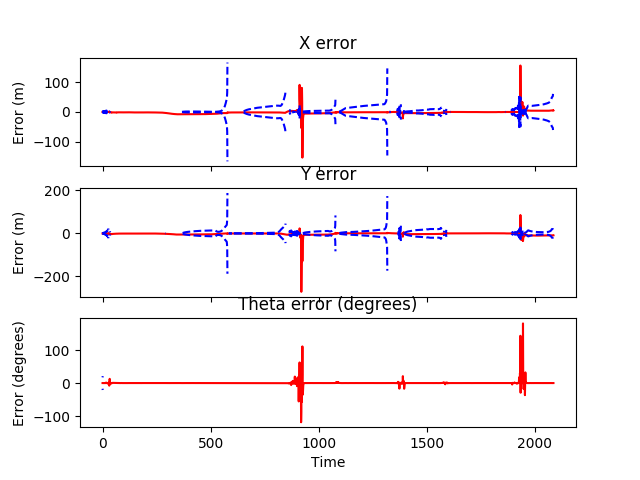 X error
Error (m)
100
0
−100
Y error
Error (m)
200
0
−200
Theta error (degrees)
Error (degrees)
100
0
−100
0
500
1000
1500
2000
Time